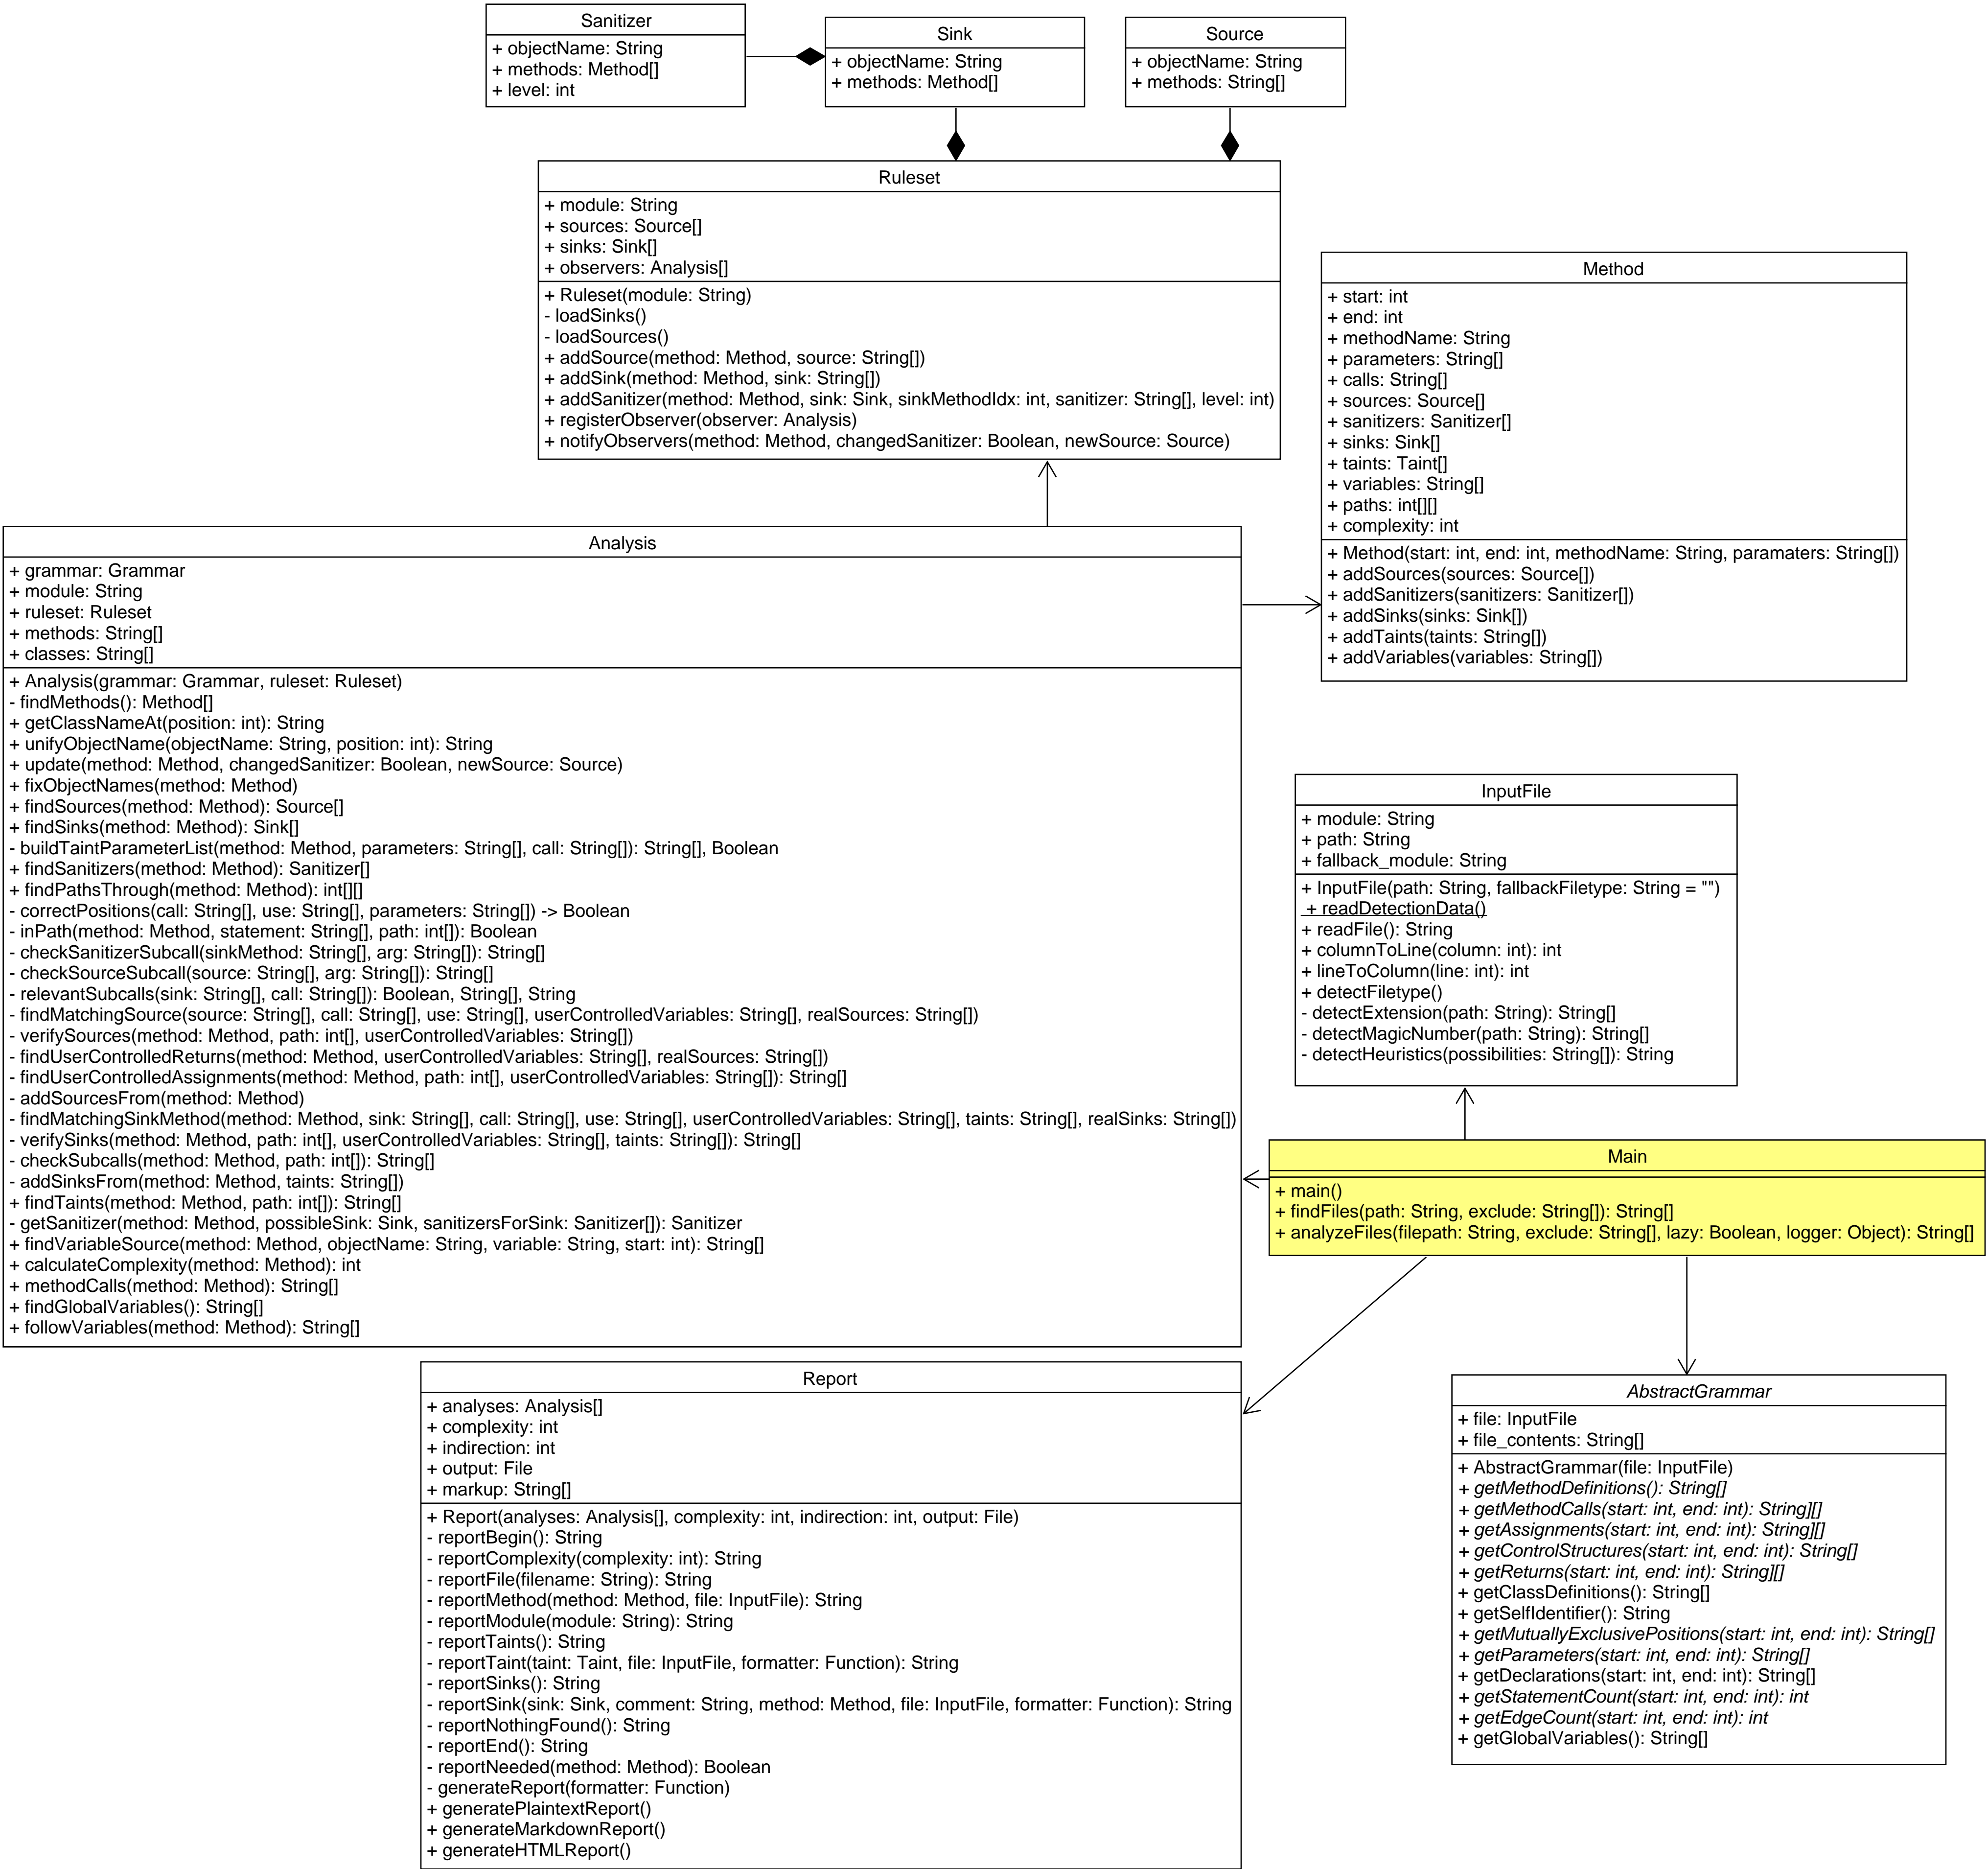 Sanitizer
+ objectName: String
+ methods: Method[]
+ level: int
Sink
+ objectName: String
+ methods: Method[]
Source
+ objectName: String
+ methods: String[]
Ruleset
+ module: String
+ sources: Source[]
+ sinks: Sink[]
+ observers: Analysis[]
+ Ruleset(module: String)
- loadSinks()
- loadSources()
+ addSource(method: Method, source: String[])
+ addSink(method: Method, sink: String[])
+ addSanitizer(method: Method, sink: Sink, sinkMethodIdx: int, sanitizer: String[], level: int)
+ registerObserver(observer: Analysis)
+ notifyObservers(method: Method, changedSanitizer: Boolean, newSource: Source)
Method
+ start: int
+ end: int
+ methodName: String
+ parameters: String[]
+ calls: String[]
+ sources: Source[]
+ sanitizers: Sanitizer[]
+ sinks: Sink[]
+ taints: Taint[]
+ variables: String[]
+ paths: int[][]
+ complexity: int
+ Method(start: int, end: int, methodName: String, paramaters: String[])
+ addSources(sources: Source[])
+ addSanitizers(sanitizers: Sanitizer[])
+ addSinks(sinks: Sink[])
+ addTaints(taints: String[])
+ addVariables(variables: String[])
Analysis
+ grammar: Grammar
+ module: String
+ ruleset: Ruleset
+ methods: String[]
+ classes: String[]
+ Analysis(grammar: Grammar, ruleset: Ruleset)
- findMethods(): Method[]
+ getClassNameAt(position: int): String
+ unifyObjectName(objectName: String, position: int): String
+ update(method: Method, changedSanitizer: Boolean, newSource: Source)
+ fixObjectNames(method: Method)
+ findSources(method: Method): Source[]
+ findSinks(method: Method): Sink[]
- buildTaintParameterList(method: Method, parameters: String[], call: String[]): String[], Boolean
+ findSanitizers(method: Method): Sanitizer[]
+ findPathsThrough(method: Method): int[][]
- correctPositions(call: String[], use: String[], parameters: String[]) -> Boolean
- inPath(method: Method, statement: String[], path: int[]): Boolean
- checkSanitizerSubcall(sinkMethod: String[], arg: String[]): String[]
- checkSourceSubcall(source: String[], arg: String[]): String[]
- relevantSubcalls(sink: String[], call: String[]): Boolean, String[], String
- findMatchingSource(source: String[], call: String[], use: String[], userControlledVariables: String[], realSources: String[])
- verifySources(method: Method, path: int[], userControlledVariables: String[])
- findUserControlledReturns(method: Method, userControlledVariables: String[], realSources: String[])
- findUserControlledAssignments(method: Method, path: int[], userControlledVariables: String[]): String[]
- addSourcesFrom(method: Method)
- findMatchingSinkMethod(method: Method, sink: String[], call: String[], use: String[], userControlledVariables: String[], taints: String[], realSinks: String[])
- verifySinks(method: Method, path: int[], userControlledVariables: String[], taints: String[]): String[]
- checkSubcalls(method: Method, path: int[]): String[]
- addSinksFrom(method: Method, taints: String[])
+ findTaints(method: Method, path: int[]): String[]
- getSanitizer(method: Method, possibleSink: Sink, sanitizersForSink: Sanitizer[]): Sanitizer
+ findVariableSource(method: Method, objectName: String, variable: String, start: int): String[]
+ calculateComplexity(method: Method): int
+ methodCalls(method: Method): String[]
+ findGlobalVariables(): String[]
+ followVariables(method: Method): String[]
InputFile
+ module: String
+ path: String
+ fallback_module: String
+ InputFile(path: String, fallbackFiletype: String = "")
+ readDetectionData()
+ readFile(): String
+ columnToLine(column: int): int
+ lineToColumn(line: int): int
+ detectFiletype()
- detectExtension(path: String): String[]
- detectMagicNumber(path: String): String[]
- detectHeuristics(possibilities: String[]): String
Main
+ main()
+ findFiles(path: String, exclude: String[]): String[]
+ analyzeFiles(filepath: String, exclude: String[], lazy: Boolean, logger: Object): String[]
Report
+ analyses: Analysis[]
+ complexity: int
+ indirection: int
+ output: File
+ markup: String[]
+ Report(analyses: Analysis[], complexity: int, indirection: int, output: File)
- reportBegin(): String
- reportComplexity(complexity: int): String
- reportFile(filename: String): String
- reportMethod(method: Method, file: InputFile): String
- reportModule(module: String): String
- reportTaints(): String
- reportTaint(taint: Taint, file: InputFile, formatter: Function): String
- reportSinks(): String
- reportSink(sink: Sink, comment: String, method: Method, file: InputFile, formatter: Function): String
- reportNothingFound(): String
- reportEnd(): String
- reportNeeded(method: Method): Boolean
- generateReport(formatter: Function)
+ generatePlaintextReport()
+ generateMarkdownReport()
+ generateHTMLReport()
AbstractGrammar
+ file: InputFile
+ file_contents: String[]
+ AbstractGrammar(file: InputFile)
+ getMethodDefinitions(): String[]
+ getMethodCalls(start: int, end: int): String][]
+ getAssignments(start: int, end: int): String][]
+ getControlStructures(start: int, end: int): String[]
+ getReturns(start: int, end: int): String][]
+ getClassDefinitions(): String[]
+ getSelfIdentifier(): String
+ getMutuallyExclusivePositions(start: int, end: int): String[]
+ getParameters(start: int, end: int): String[]
+ getDeclarations(start: int, end: int): String[]
+ getStatementCount(start: int, end: int): int
+ getEdgeCount(start: int, end: int): int
+ getGlobalVariables(): String[]